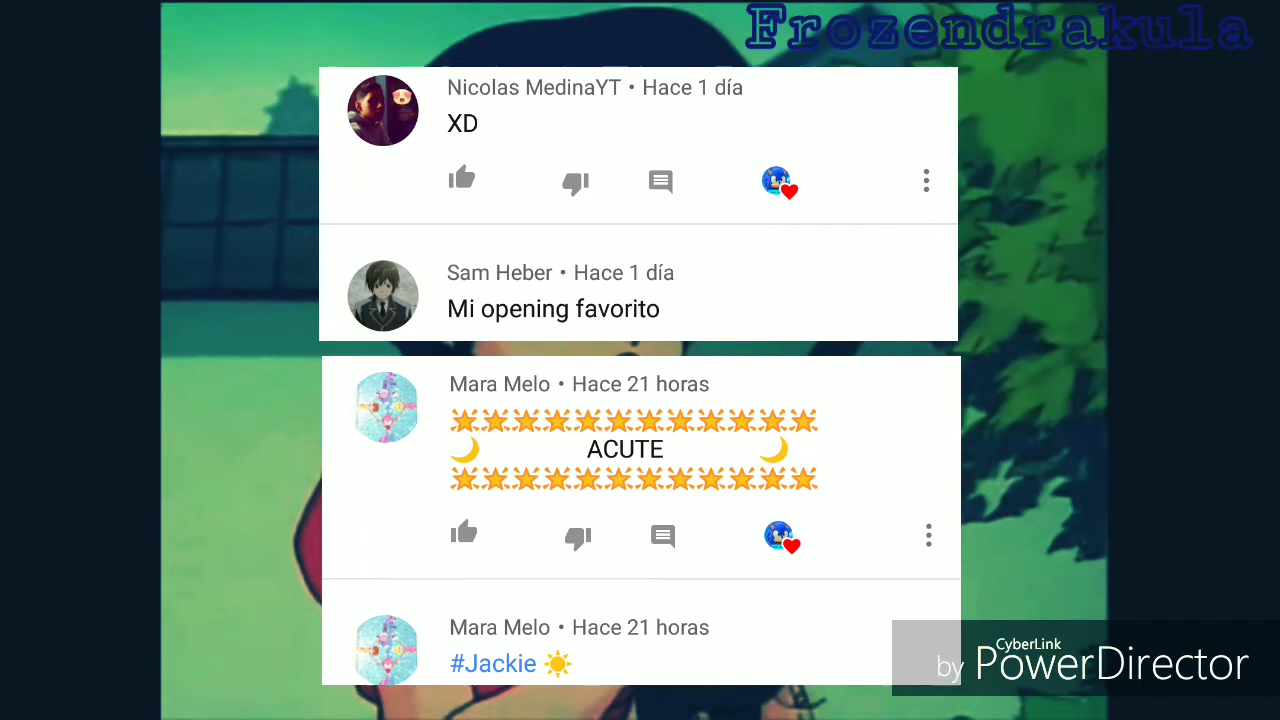 Frozendrakula
Nicolas MedinaYT • Hace 1 día
XD
Sam Heber • Hace 1 día
Mi opening favorito
Mara Melo • Hace 21 horas
🌟🌟🌟🌟🌟🌟🌟🌟🌟🌟🌟🌟
🌙 ACUTE 🌙
🌟🌟🌟🌟🌟🌟🌟🌟🌟🌟🌟🌟
Mara Melo • Hace 21 horas
#Jackie ☀
by CyberLink PowerDirector